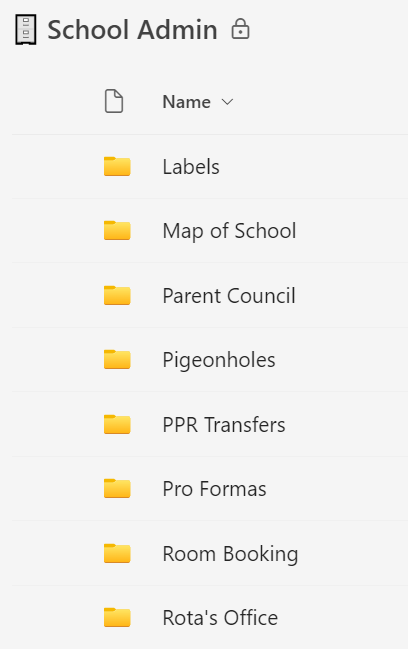 School Admin
Name
Labels
Map of School
Parent Council
Pigeonholes
PPR Transfers
Pro Formas
Room Booking
Rota's Office